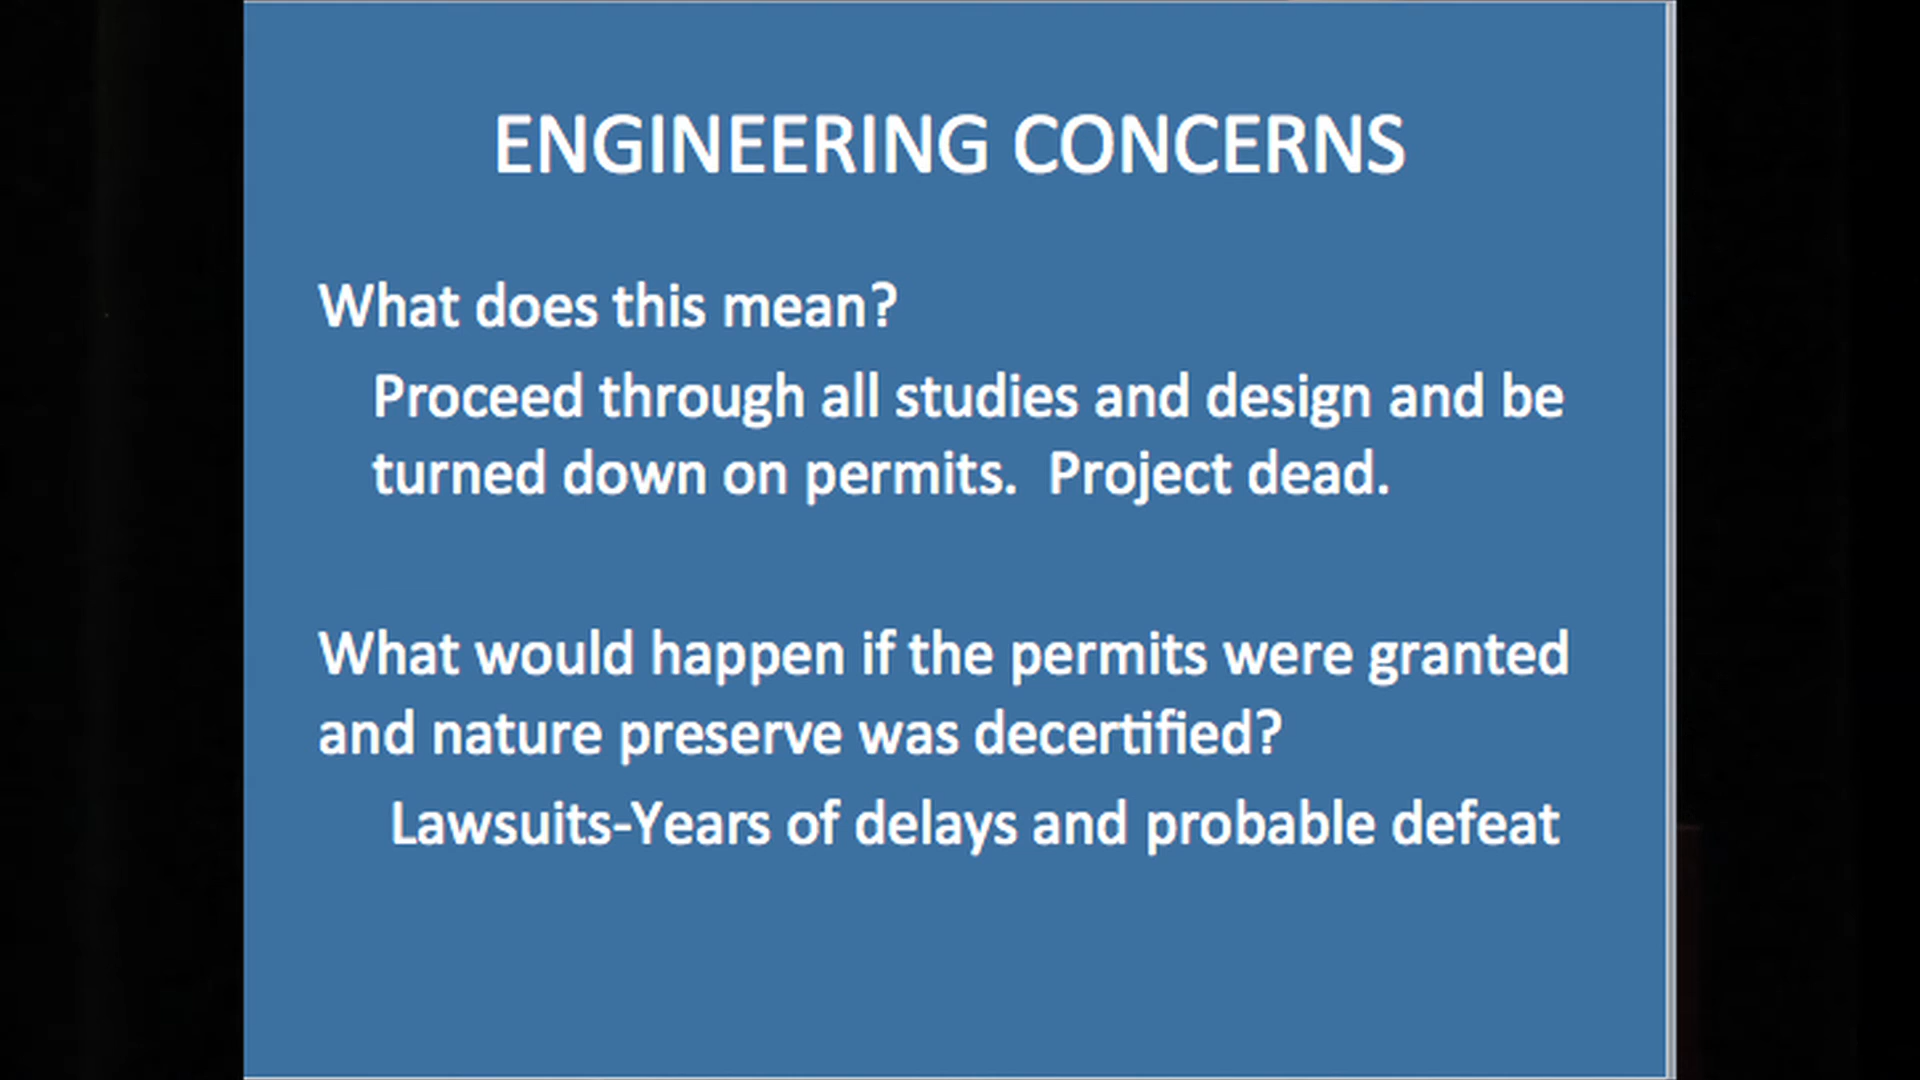 ENGINEERING CONCERNS
What does this mean?
Proceed through all studies and design and be
turned down on permits.  Project dead.
What would happen if the permits were granted
and nature preserve was decertified?
Lawsuits-Years of delays and probable defeat